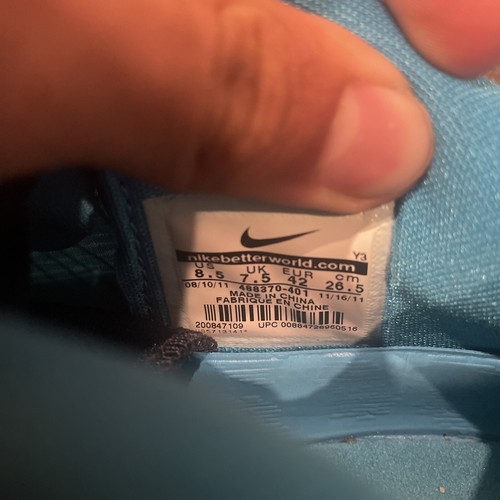 Y3
nikebetterworld.com
US UK EUR cm
8.5 7.5 42 26.5
08/10/11 488370-401 11/16/11
MADE IN CHINA
FABRIQUE EN CHINE
200847109 UPC 00884726960516